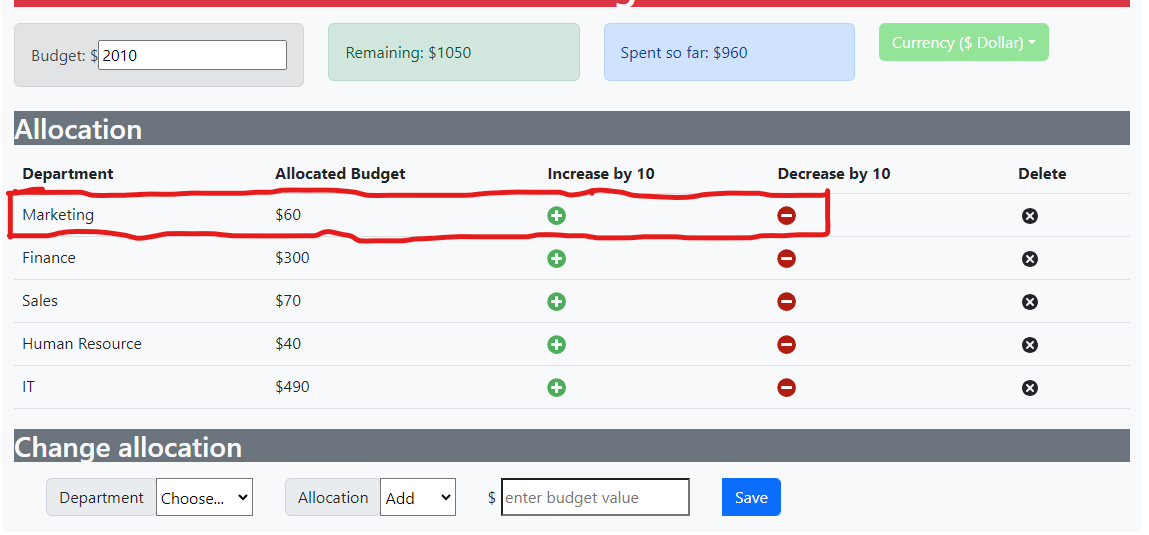 Budget: $ 2010
Remaining: $1050
Spent so far: $960
Currency ($ Dollar)
Allocation
Department Allocated Budget Increase by 10 Decrease by 10 Delete
Marketing $60
Finance $300
Sales $70
Human Resource $40
IT $490
Change allocation
Department Choose... Allocation Add $ enter budget value Save